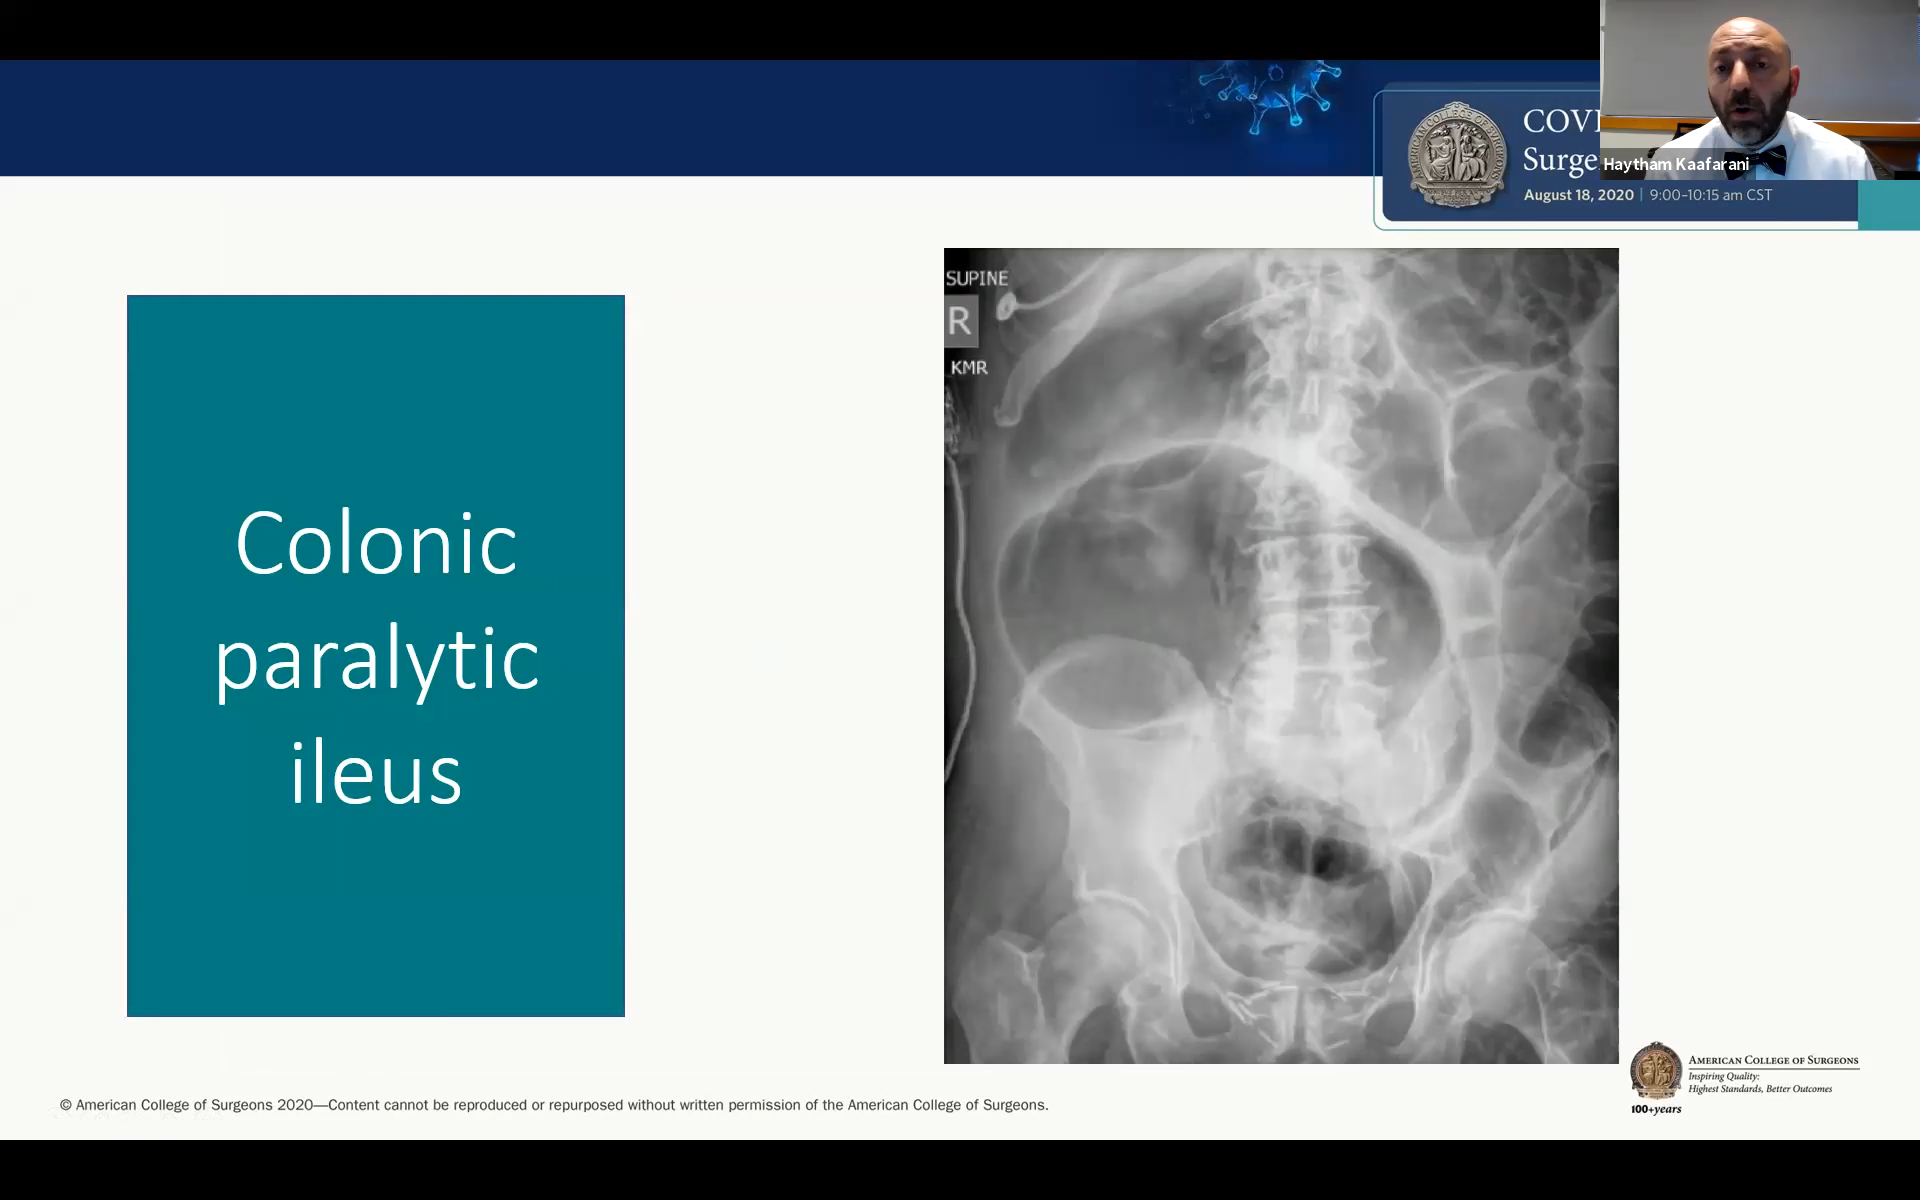 COVI
Surge
Haytham Kaafarani
August 18, 2020 | 9:00–10:15 am CST
SUPINE
R
KMR
Colonic
paralytic
ileus
AMERICAN COLLEGE OF SURGEONS
Inspiring Quality:
Highest Standards, Better Outcomes
100+years
© American College of Surgeons 2020—Content cannot be reproduced or repurposed without written permission of the American College of Surgeons.